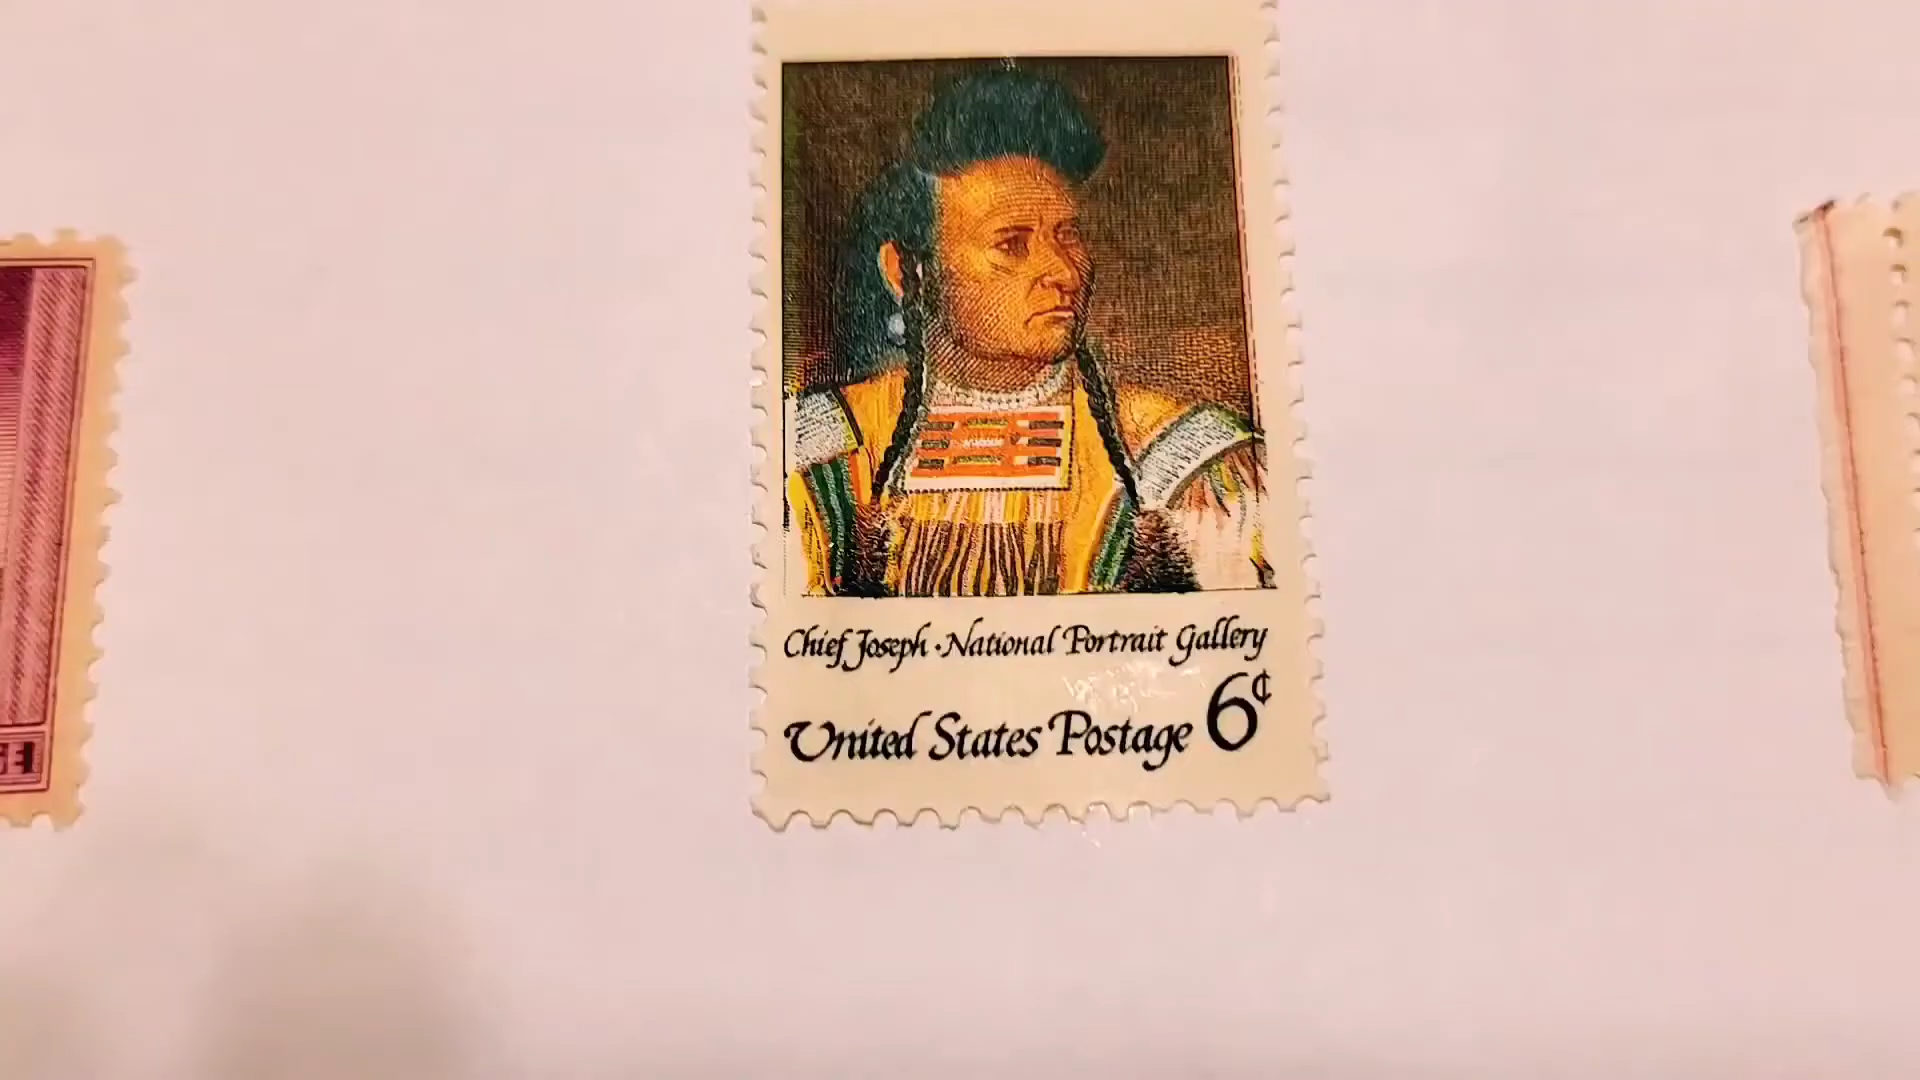 Chief Joseph · National Portrait Gallery
United States Postage 6¢